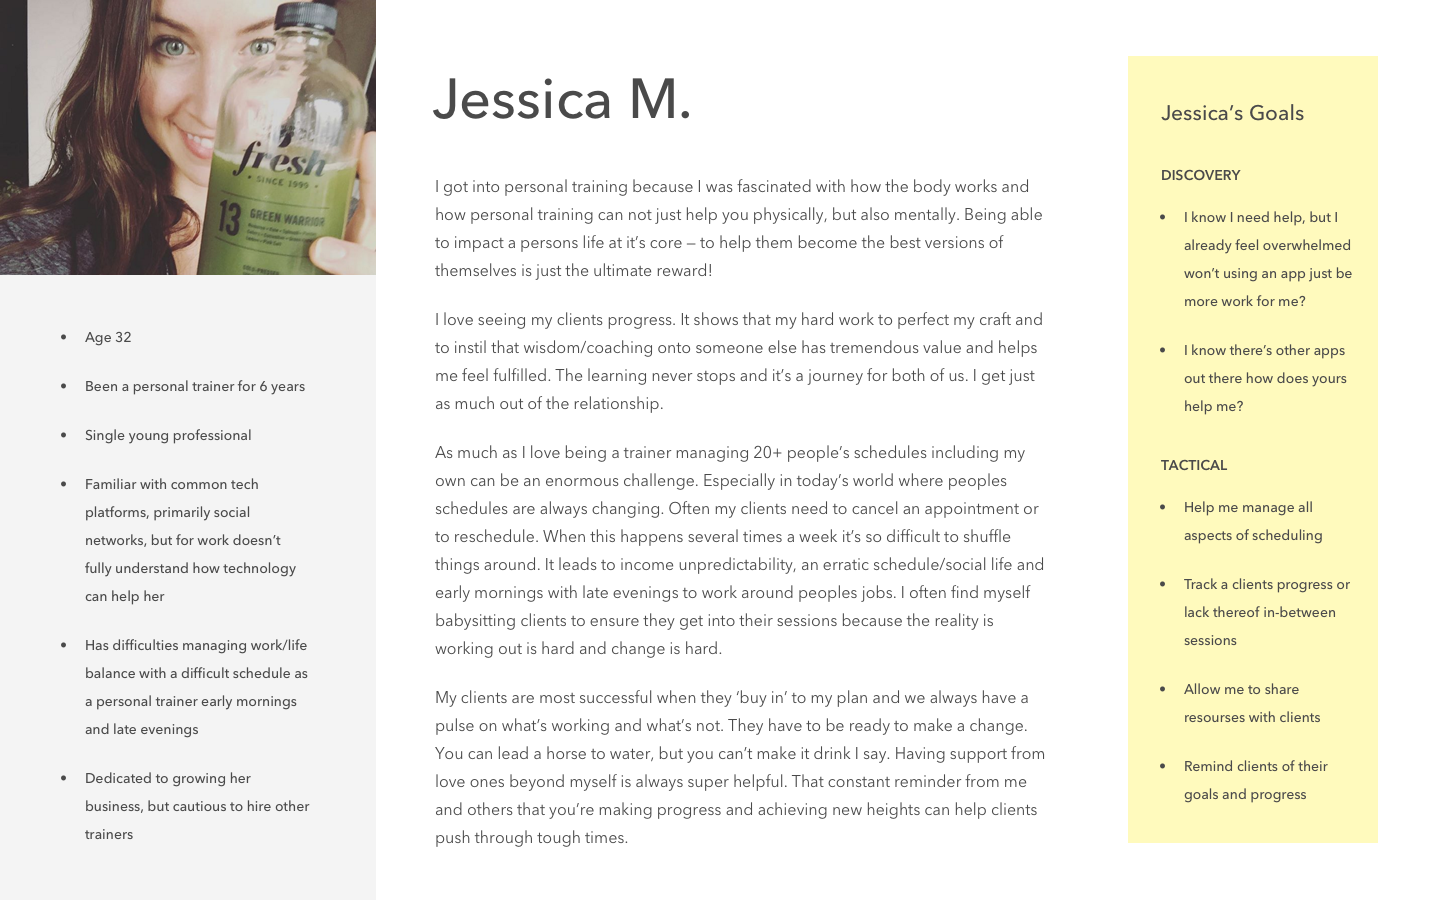 fresh
• SINCE 1999 •
13 GREEN WARRIOR
• Age 32
• Been a personal trainer for 6 years
• Single young professional
• Familiar with common tech
platforms, primarily social
networks, but for work doesn’t
fully understand how technology
can help her
• Has difficulties managing work/life
balance with a difficult schedule as
a personal trainer early mornings
and late evenings
• Dedicated to growing her
business, but cautious to hire other
trainers
Jessica M.
I got into personal training because I was fascinated with how the body works and
how personal training can not just help you physically, but also mentally. Being able
to impact a persons life at it’s core – to help them become the best versions of
themselves is just the ultimate reward!
I love seeing my clients progress. It shows that my hard work to perfect my craft and
to instil that wisdom/coaching onto someone else has tremendous value and helps
me feel fulfilled. The learning never stops and it’s a journey for both of us. I get just
as much out of the relationship.
As much as I love being a trainer managing 20+ people’s schedules including my
own can be an enormous challenge. Especially in today’s world where peoples
schedules are always changing. Often my clients need to cancel an appointment or
to reschedule. When this happens several times a week it’s so difficult to shuffle
things around. It leads to income unpredictability, an erratic schedule/social life and
early mornings with late evenings to work around peoples jobs. I often find myself
babysitting clients to ensure they get into their sessions because the reality is
working out is hard and change is hard.
My clients are most successful when they ‘buy in’ to my plan and we always have a
pulse on what’s working and what’s not. They have to be ready to make a change.
You can lead a horse to water, but you can’t make it drink I say. Having support from
love ones beyond myself is always super helpful. That constant reminder from me
and others that you’re making progress and achieving new heights can help clients
push through tough times.
Jessica’s Goals
DISCOVERY
• I know I need help, but I
already feel overwhelmed
won’t using an app just be
more work for me?
• I know there’s other apps
out there how does yours
help me?
TACTICAL
• Help me manage all
aspects of scheduling
• Track a clients progress or
lack thereof in-between
sessions
• Allow me to share
resourses with clients
• Remind clients of their
goals and progress